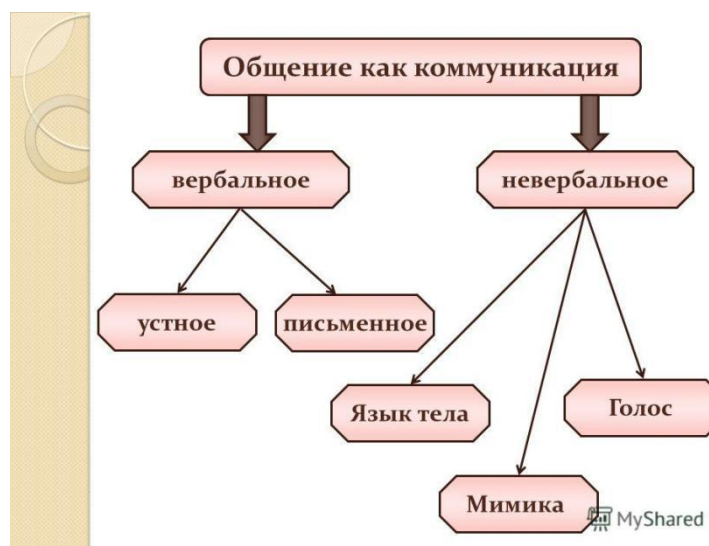 Общение как коммуникация
вербальное
невербальное
устное
письменное
Язык тела
Голос
Мимика
MyShared